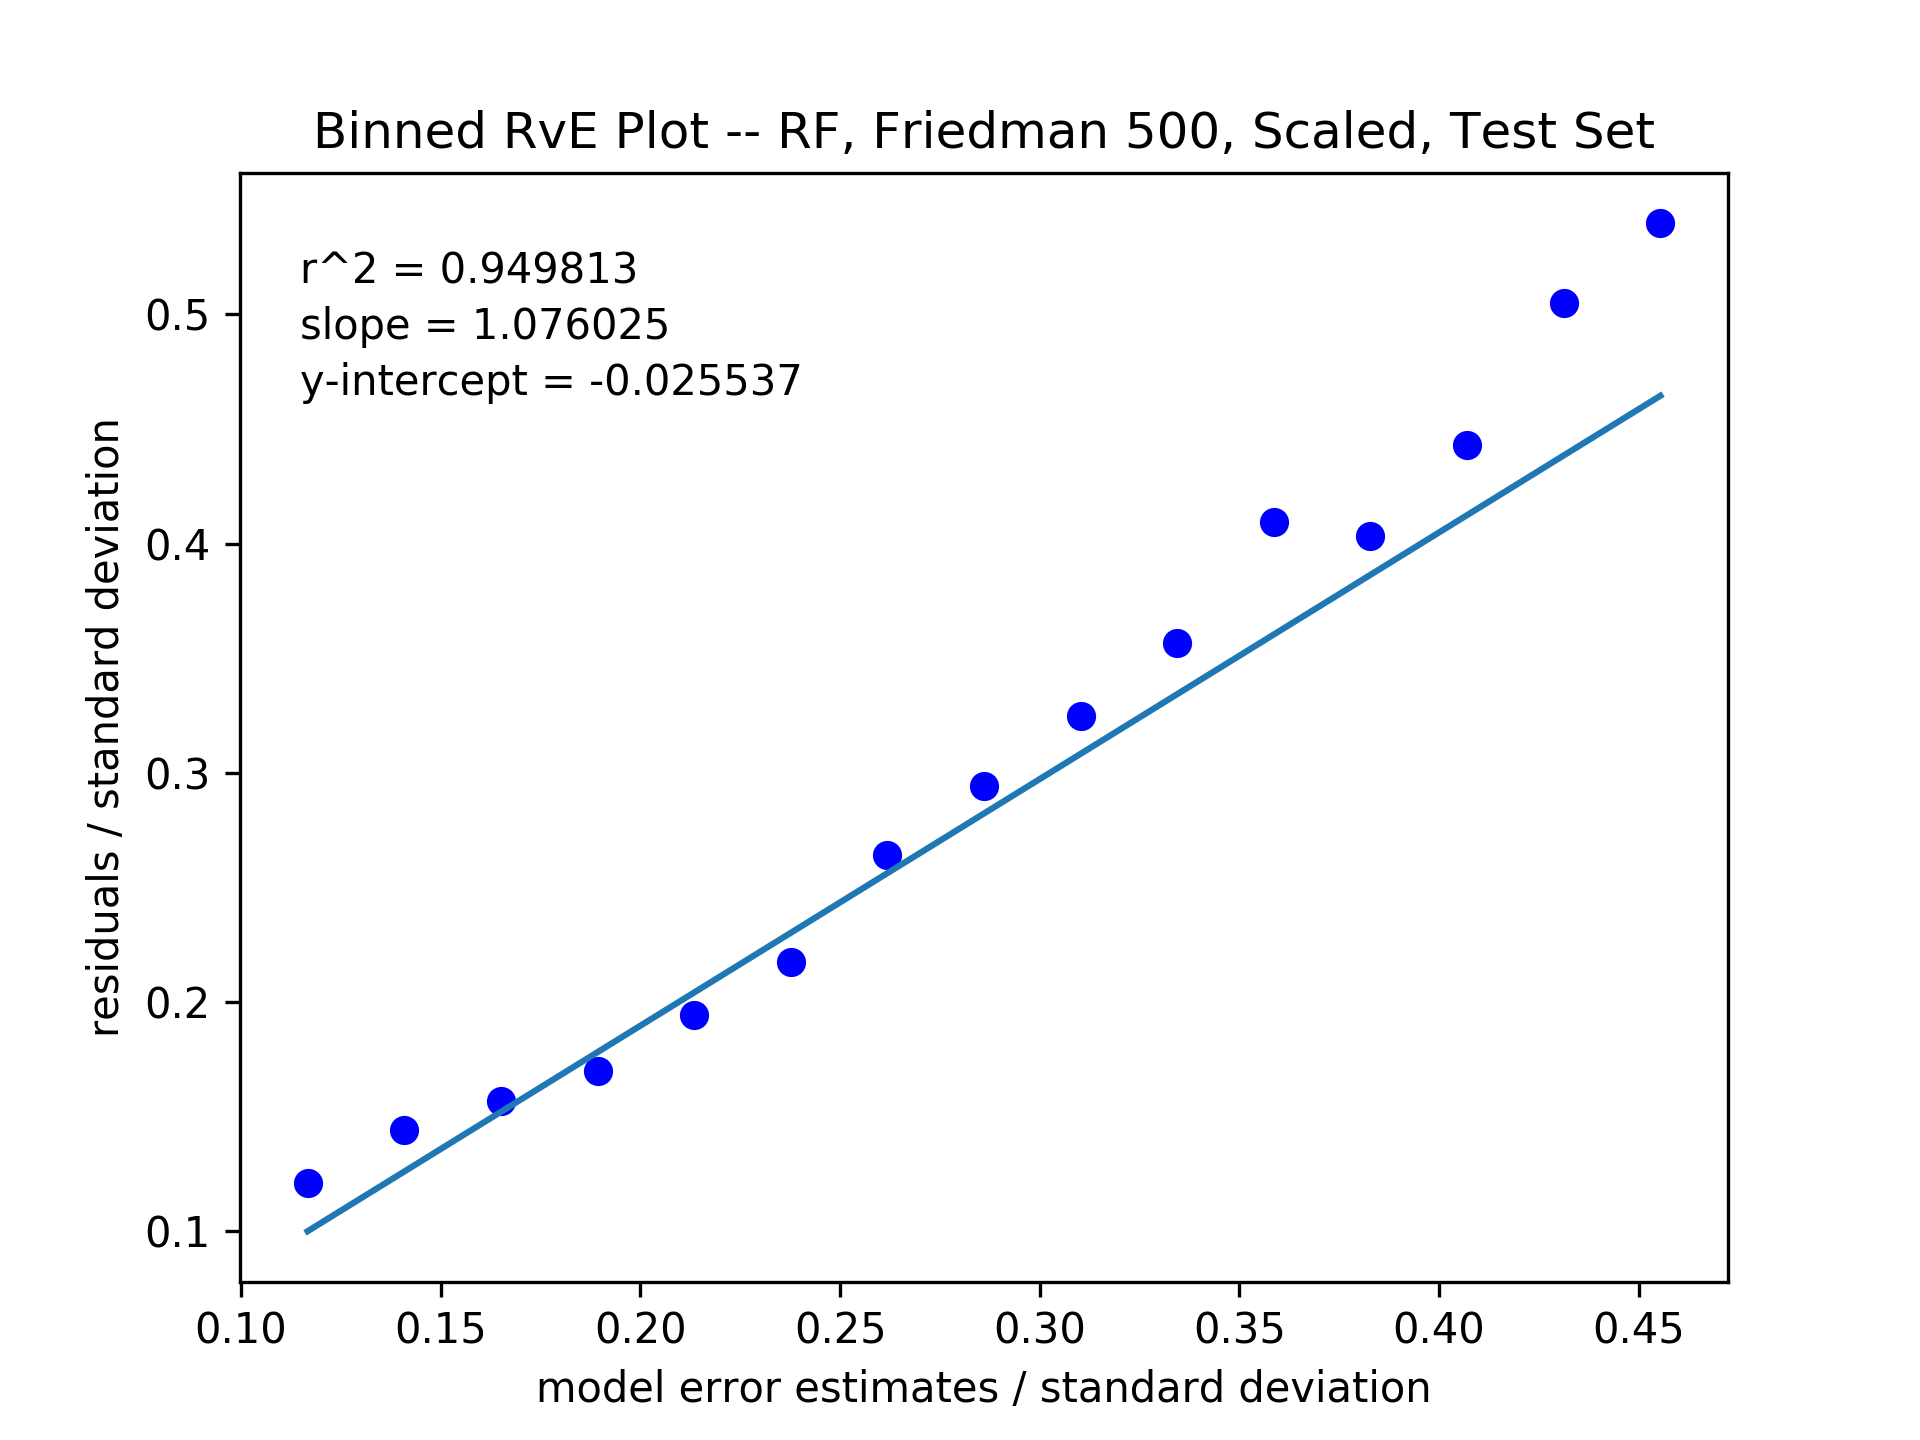 Binned RvE Plot -- RF, Friedman 500, Scaled, Test Set
r^2 = 0.949813
slope = 1.076025
y-intercept = -0.025537
residuals / standard deviation
0.5
0.4
0.3
0.2
0.1
0.10 0.15 0.20 0.25 0.30 0.35 0.40 0.45
model error estimates / standard deviation